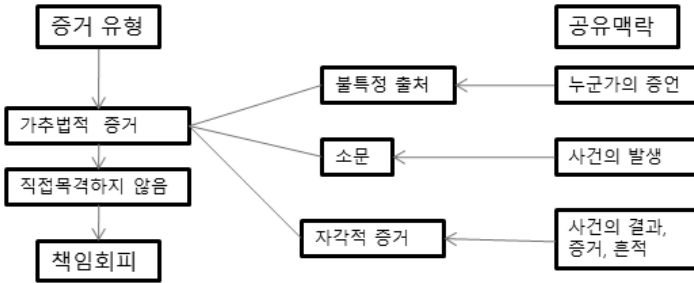 증거 유형
공유맥락
불특정 출처
누군가의 증언
가추법적 증거
소문
사건의 발생
직접목격하지 않음
자각적 증거
사건의 결과,
증거, 흔적
책임회피